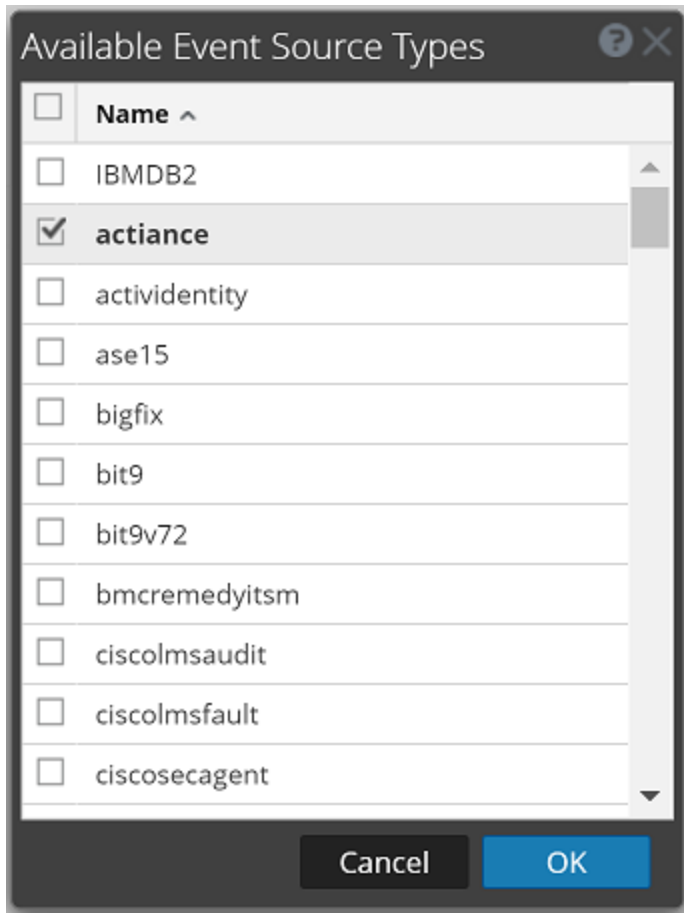 Available Event Source Types
Name
IBMDB2
actiance
actividentity
ase15
bigfix
bit9
bit9v72
bmcremedyitsm
ciscolmsaudit
ciscolmsfault
ciscosecagent
Cancel OK